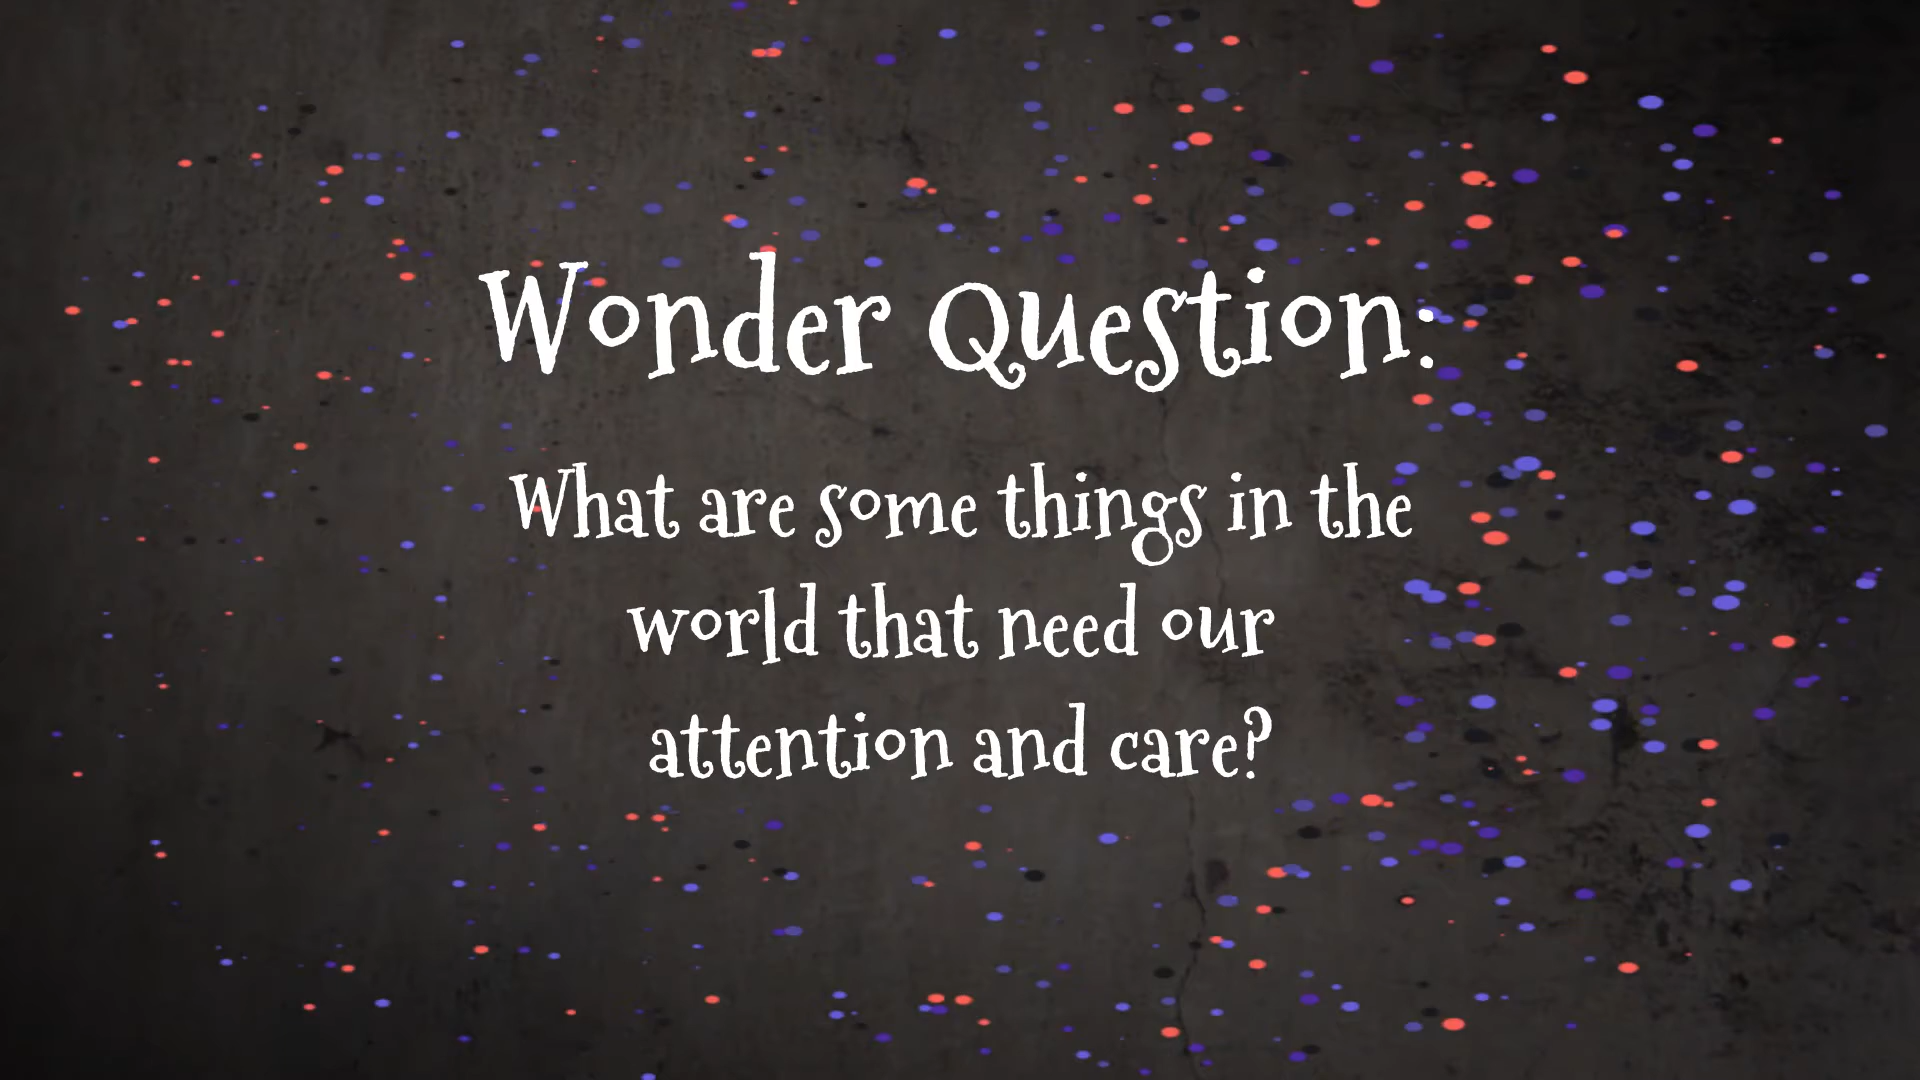 Wonder Question:
What are some things in the
world that need our
attention and care?